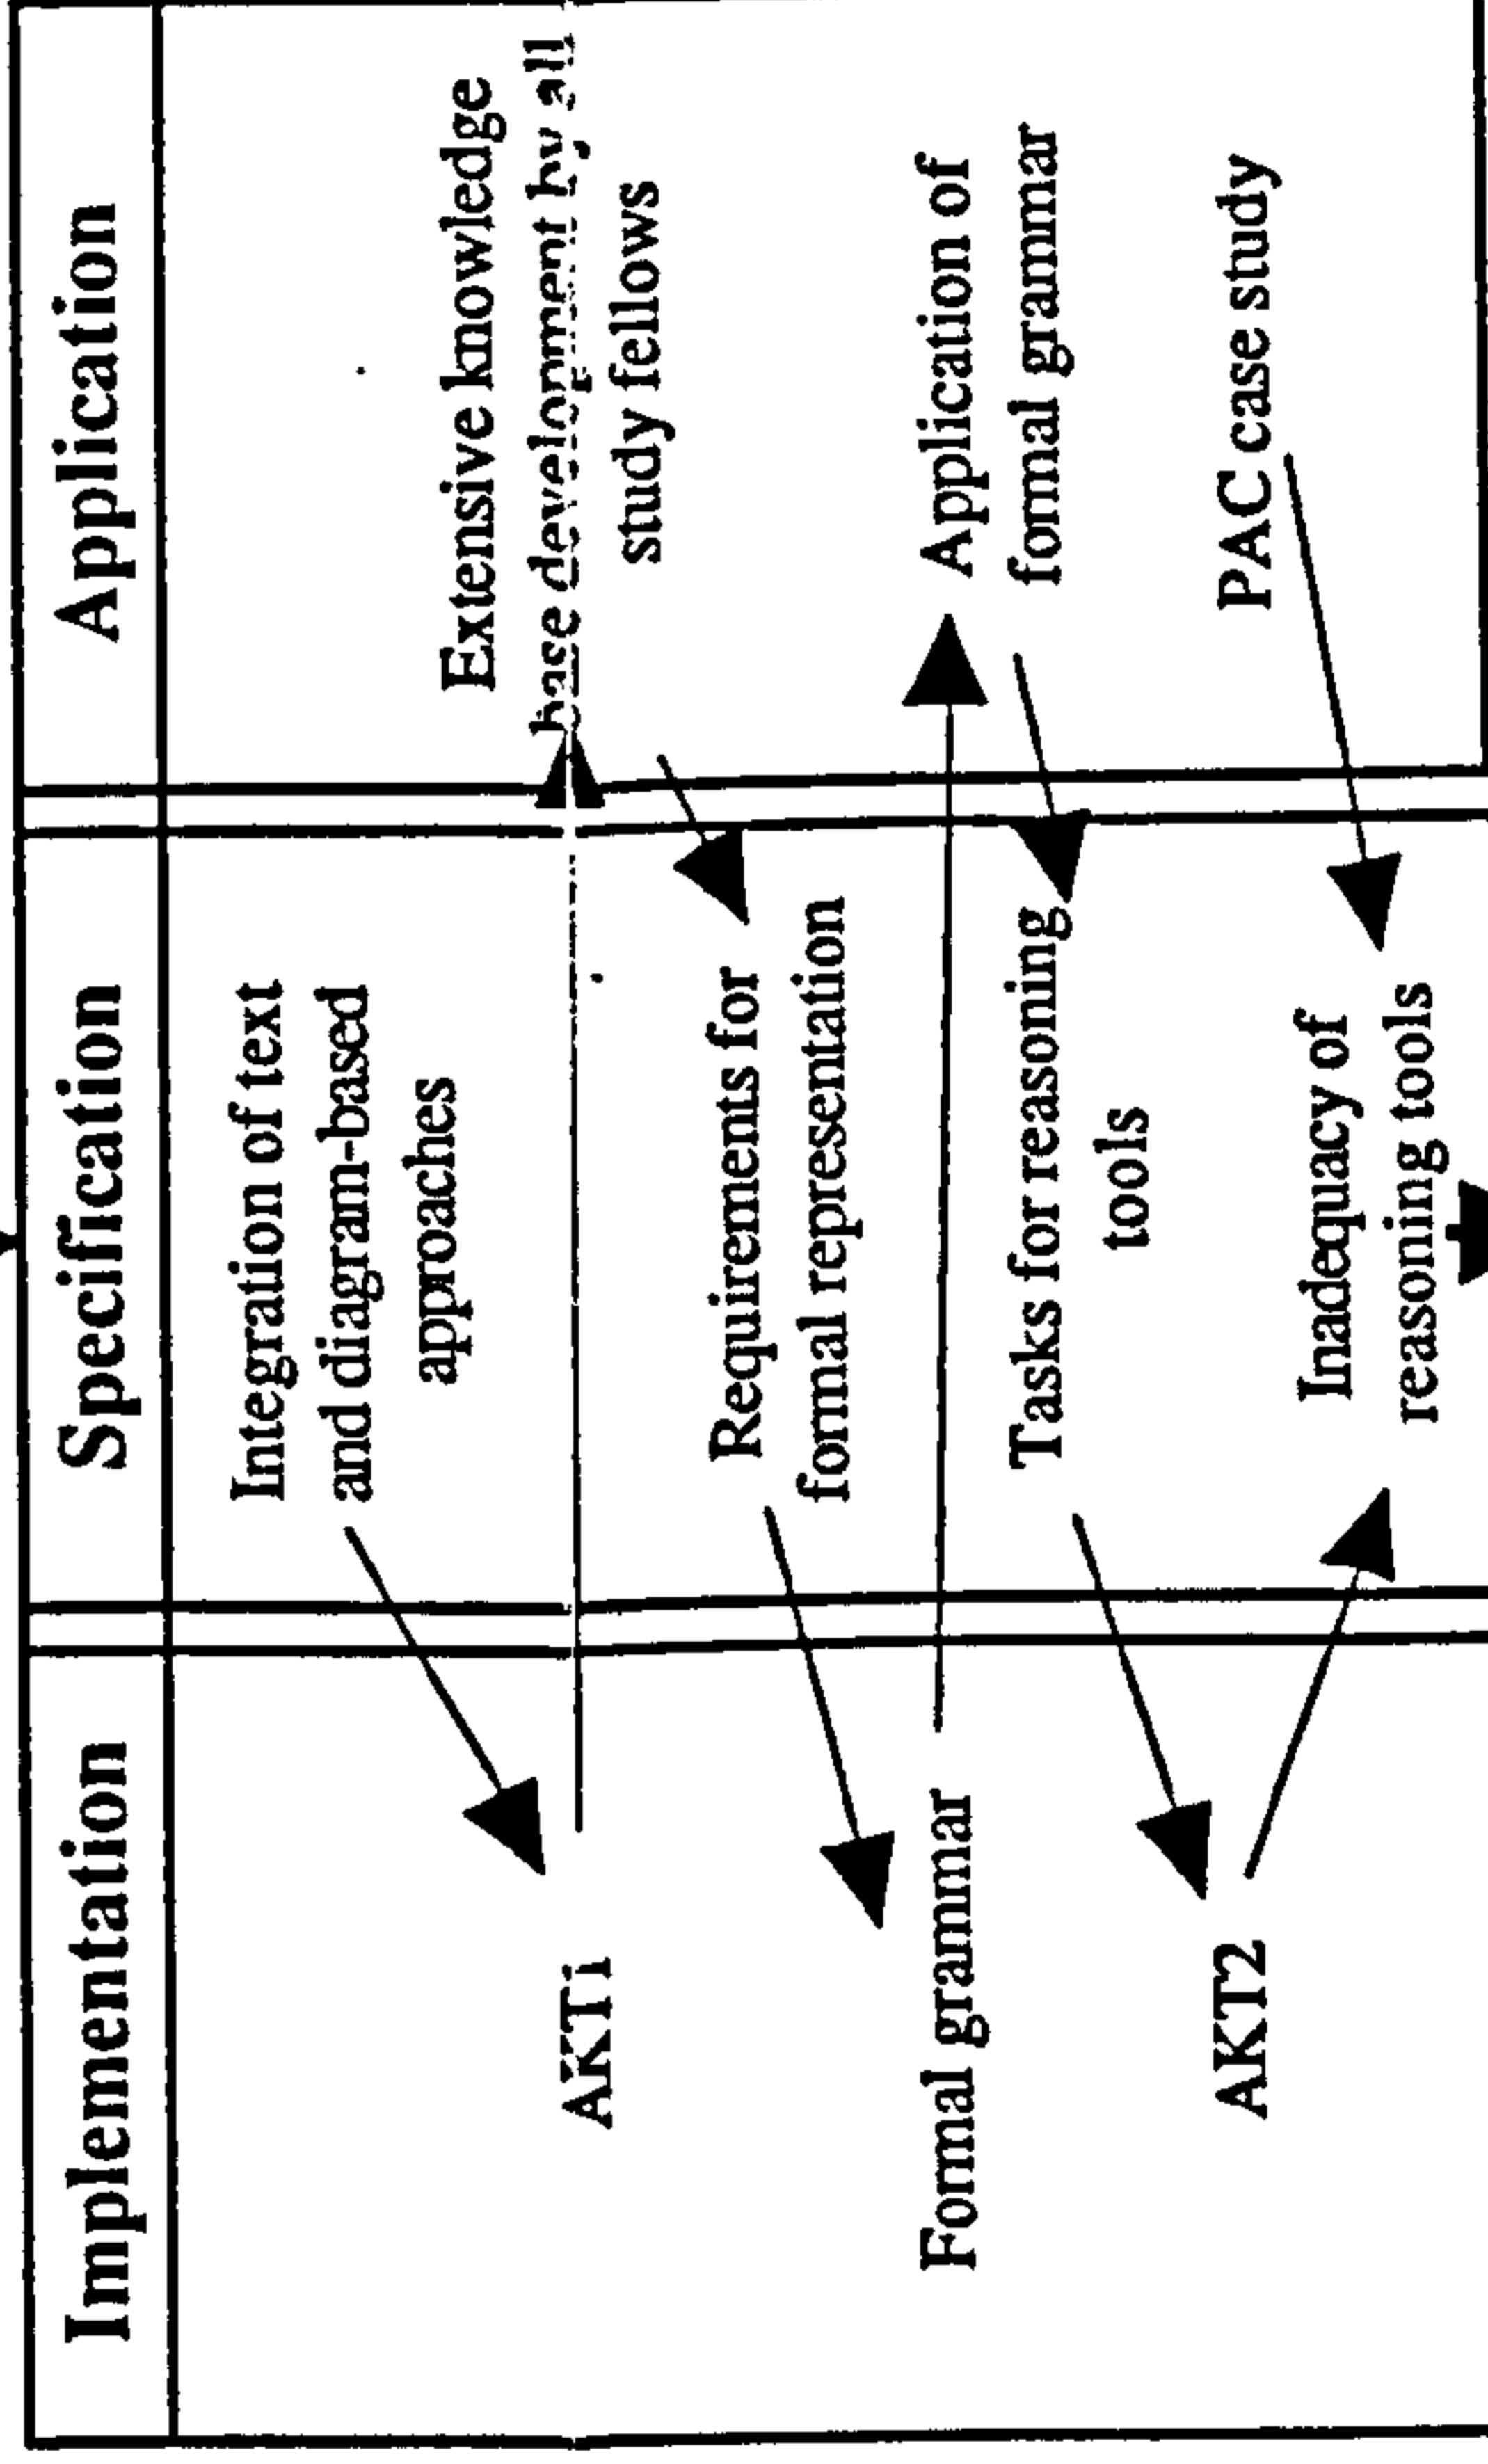 Implementation
Specification
Application
Integration of text
and diagram-based
approaches
Extensive knowledge
base development by all
study fellows
AKT1
Requirements for
formal representation
Formal grammar
Application of
formal grammar
Tasks for reasoning
tools
AKT2
PAC case study
Inadequacy of
reasoning tools